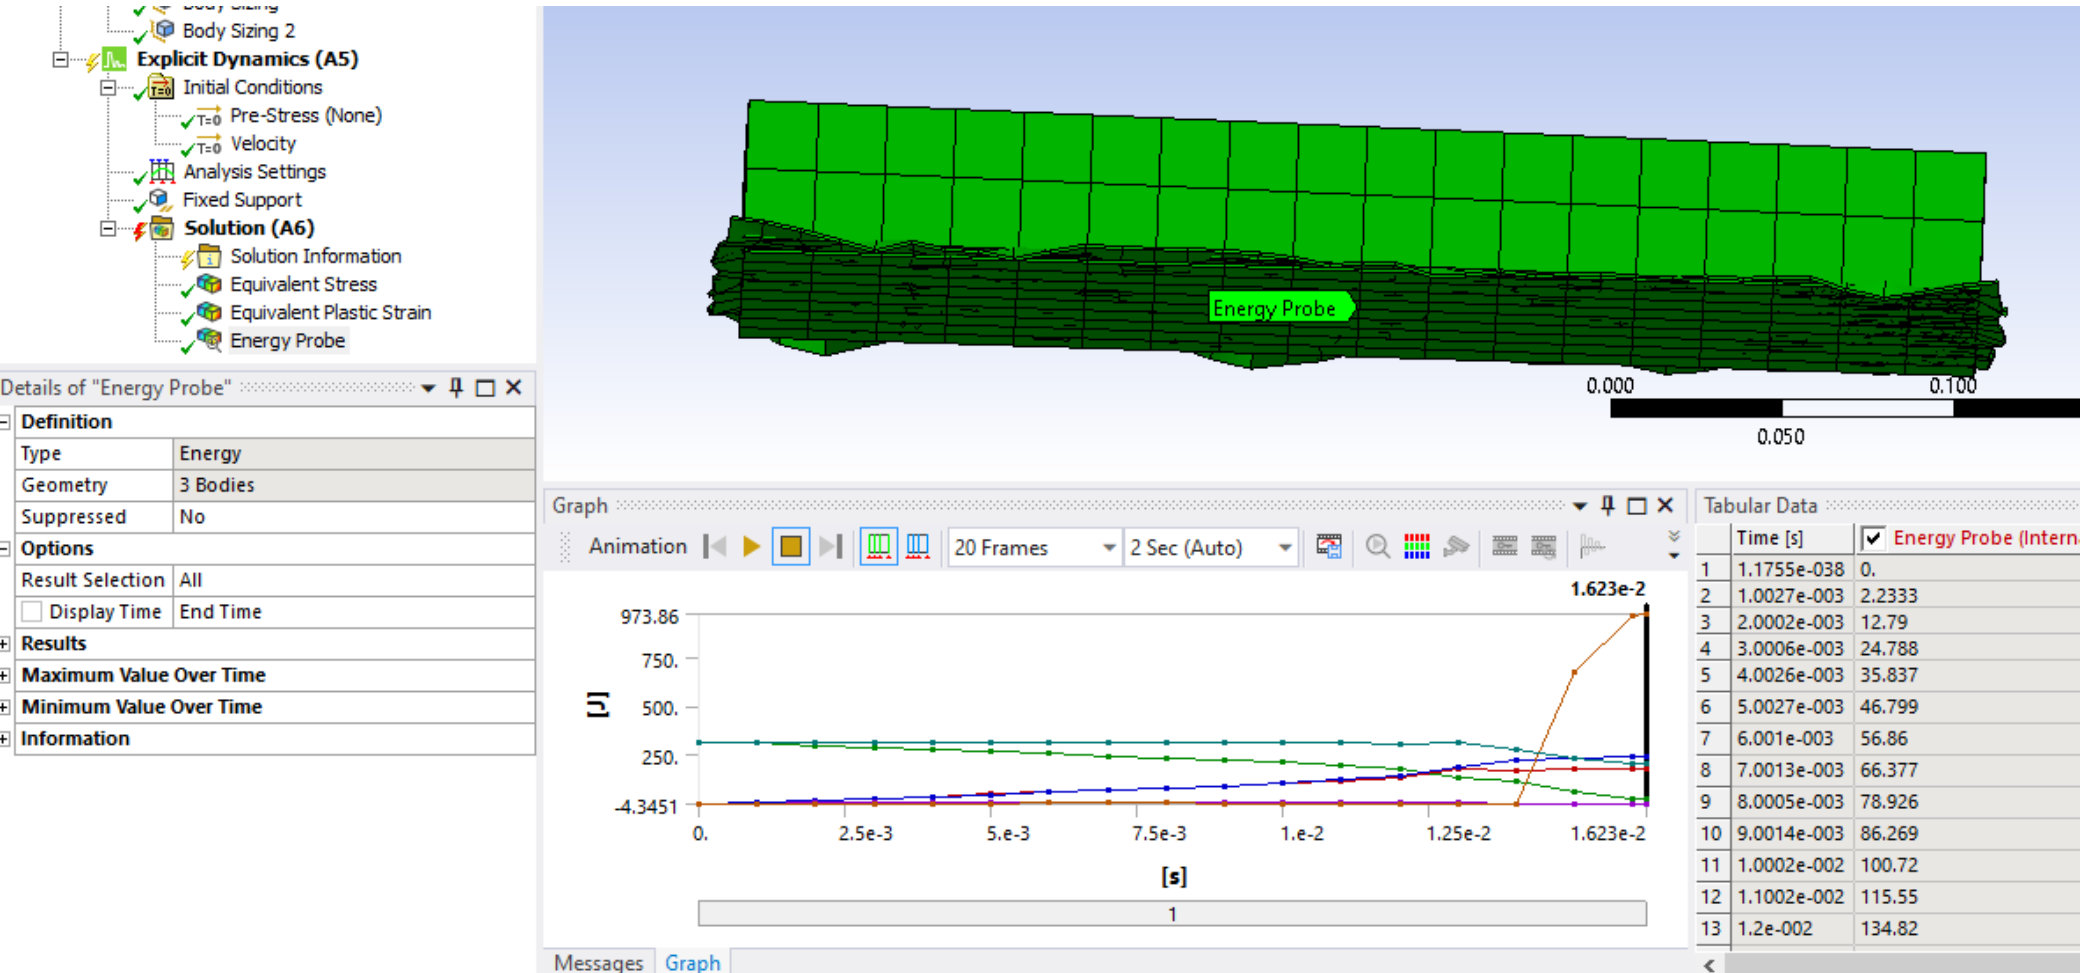 Body Sizing
Body Sizing 2
Explicit Dynamics (A5)
Initial Conditions
Pre-Stress (None)
Velocity
Analysis Settings
Fixed Support
Solution (A6)
Solution Information
Equivalent Stress
Equivalent Plastic Strain
Energy Probe
Details of "Energy Probe"
Definition
Type Energy
Geometry 3 Bodies
Suppressed No
Options
Result Selection All
Display Time End Time
Results
Maximum Value Over Time
Minimum Value Over Time
Information
Energy Probe
0.000 0.100
0.050
Graph
Animation 20 Frames 2 Sec (Auto)
1.623e-2
973.86
750.
500.
250.
-4.3451
[J]
0. 2.5e-3 5.e-3 7.5e-3 1.e-2 1.25e-2 1.623e-2
[s]
1
Messages Graph
Tabular Data
Time [s] Energy Probe (Intern
1 1.1755e-038 0.
2 1.0027e-003 2.2333
3 2.0002e-003 12.79
4 3.0006e-003 24.788
5 4.0026e-003 35.837
6 5.0027e-003 46.799
7 6.001e-003 56.86
8 7.0013e-003 66.377
9 8.0005e-003 78.926
10 9.0014e-003 86.269
11 1.0002e-002 100.72
12 1.1002e-002 115.55
13 1.2e-002 134.82